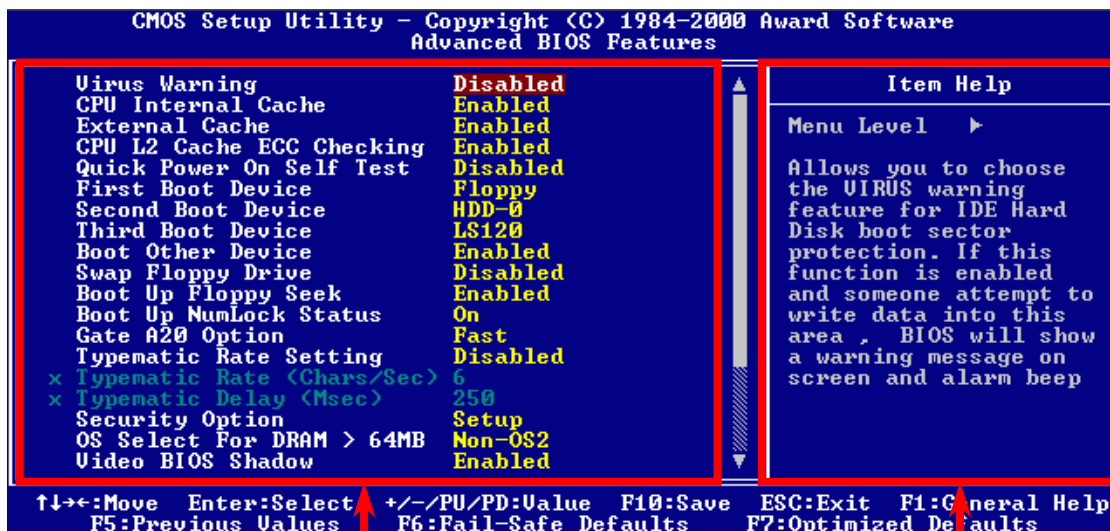 CMOS Setup Utility – Copyright (C) 1984-2000 Award Software
Advanced BIOS Features
Virus Warning Disabled
CPU Internal Cache Enabled
External Cache Enabled
CPU L2 Cache ECC Checking Enabled
Quick Power On Self Test Disabled
First Boot Device Floppy
Second Boot Device HDD-0
Third Boot Device LS120
Boot Other Device Enabled
Swap Floppy Drive Disabled
Boot Up Floppy Seek Enabled
Boot Up NumLock Status On
Gate A20 Option Fast
Typematic Rate Setting Disabled
x Typematic Rate (Chars/Sec) 6
x Typematic Delay (Msec) 250
Security Option Setup
OS Select For DRAM > 64MB Non-OS2
Video BIOS Shadow Enabled
Item Help
Menu Level ►
Allows you to choose
the VIRUS warning
feature for IDE Hard
Disk boot sector
protection. If this
function is enabled
and someone attempt to
write data into this
area , BIOS will show
a warning message on
screen and alarm beep
↑↓→←:Move Enter:Select +/-/PU/PD:Value F10:Save ESC:Exit F1:General Help
F5:Previous Values F6:Fail-Safe Defaults F7:Optimized Defaults